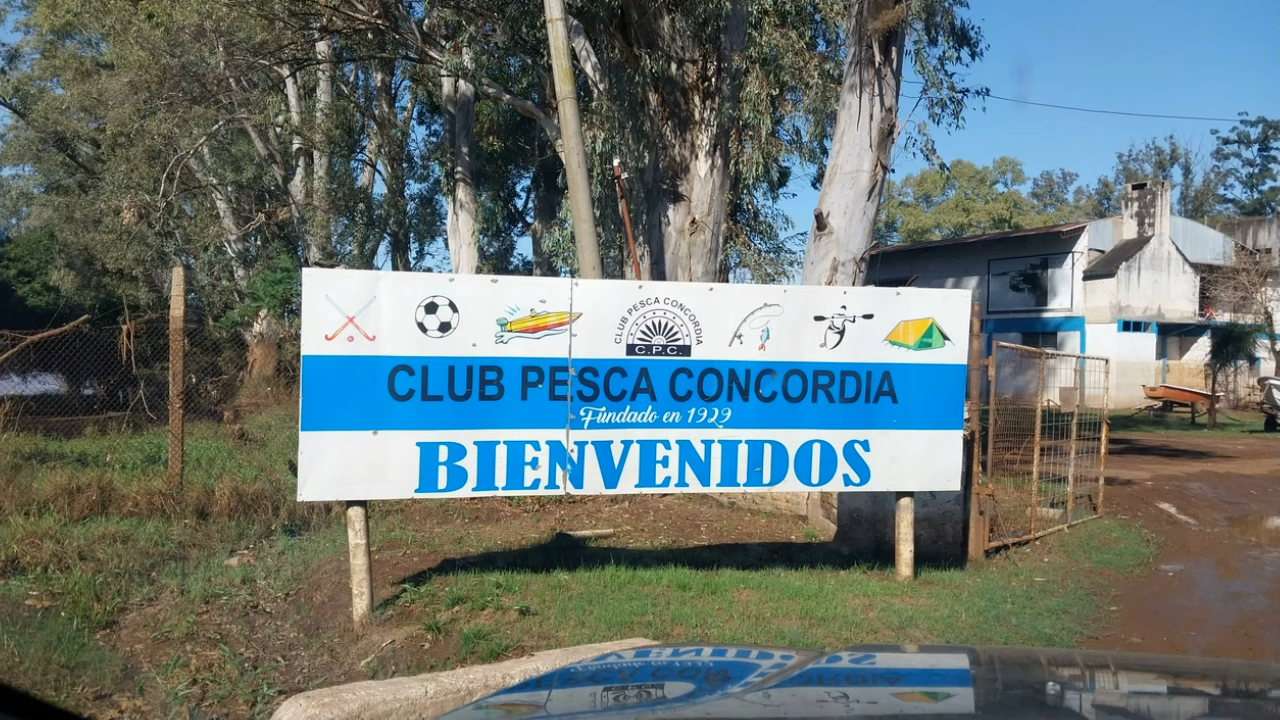 CLUB PESCA CONCORDIA
C.P.C.
CLUB PESCA CONCORDIA
Fundado en 1929
BIENVENIDOS